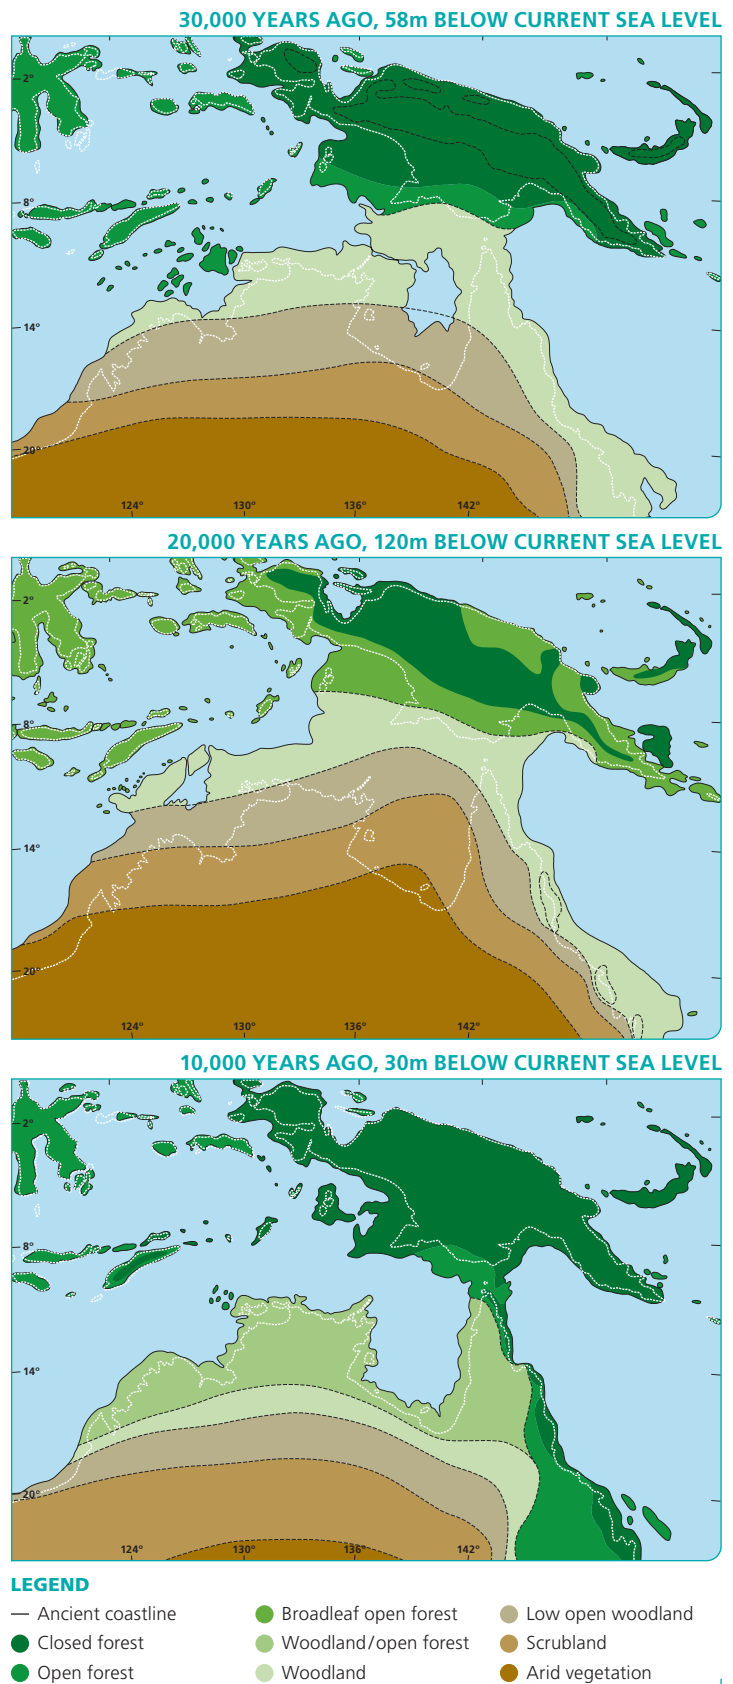 30,000 YEARS AGO, 58m BELOW CURRENT SEA LEVEL
2°
8°
14°
20°
124° 130° 136° 142°
20,000 YEARS AGO, 120m BELOW CURRENT SEA LEVEL
2°
8°
14°
20°
124° 130° 136° 142°
10,000 YEARS AGO, 30m BELOW CURRENT SEA LEVEL
2°
8°
14°
20°
124° 130° 136° 142°
LEGEND
Ancient coastline
Closed forest
Open forest
Broadleaf open forest
Woodland/open forest
Woodland
Low open woodland
Scrubland
Arid vegetation